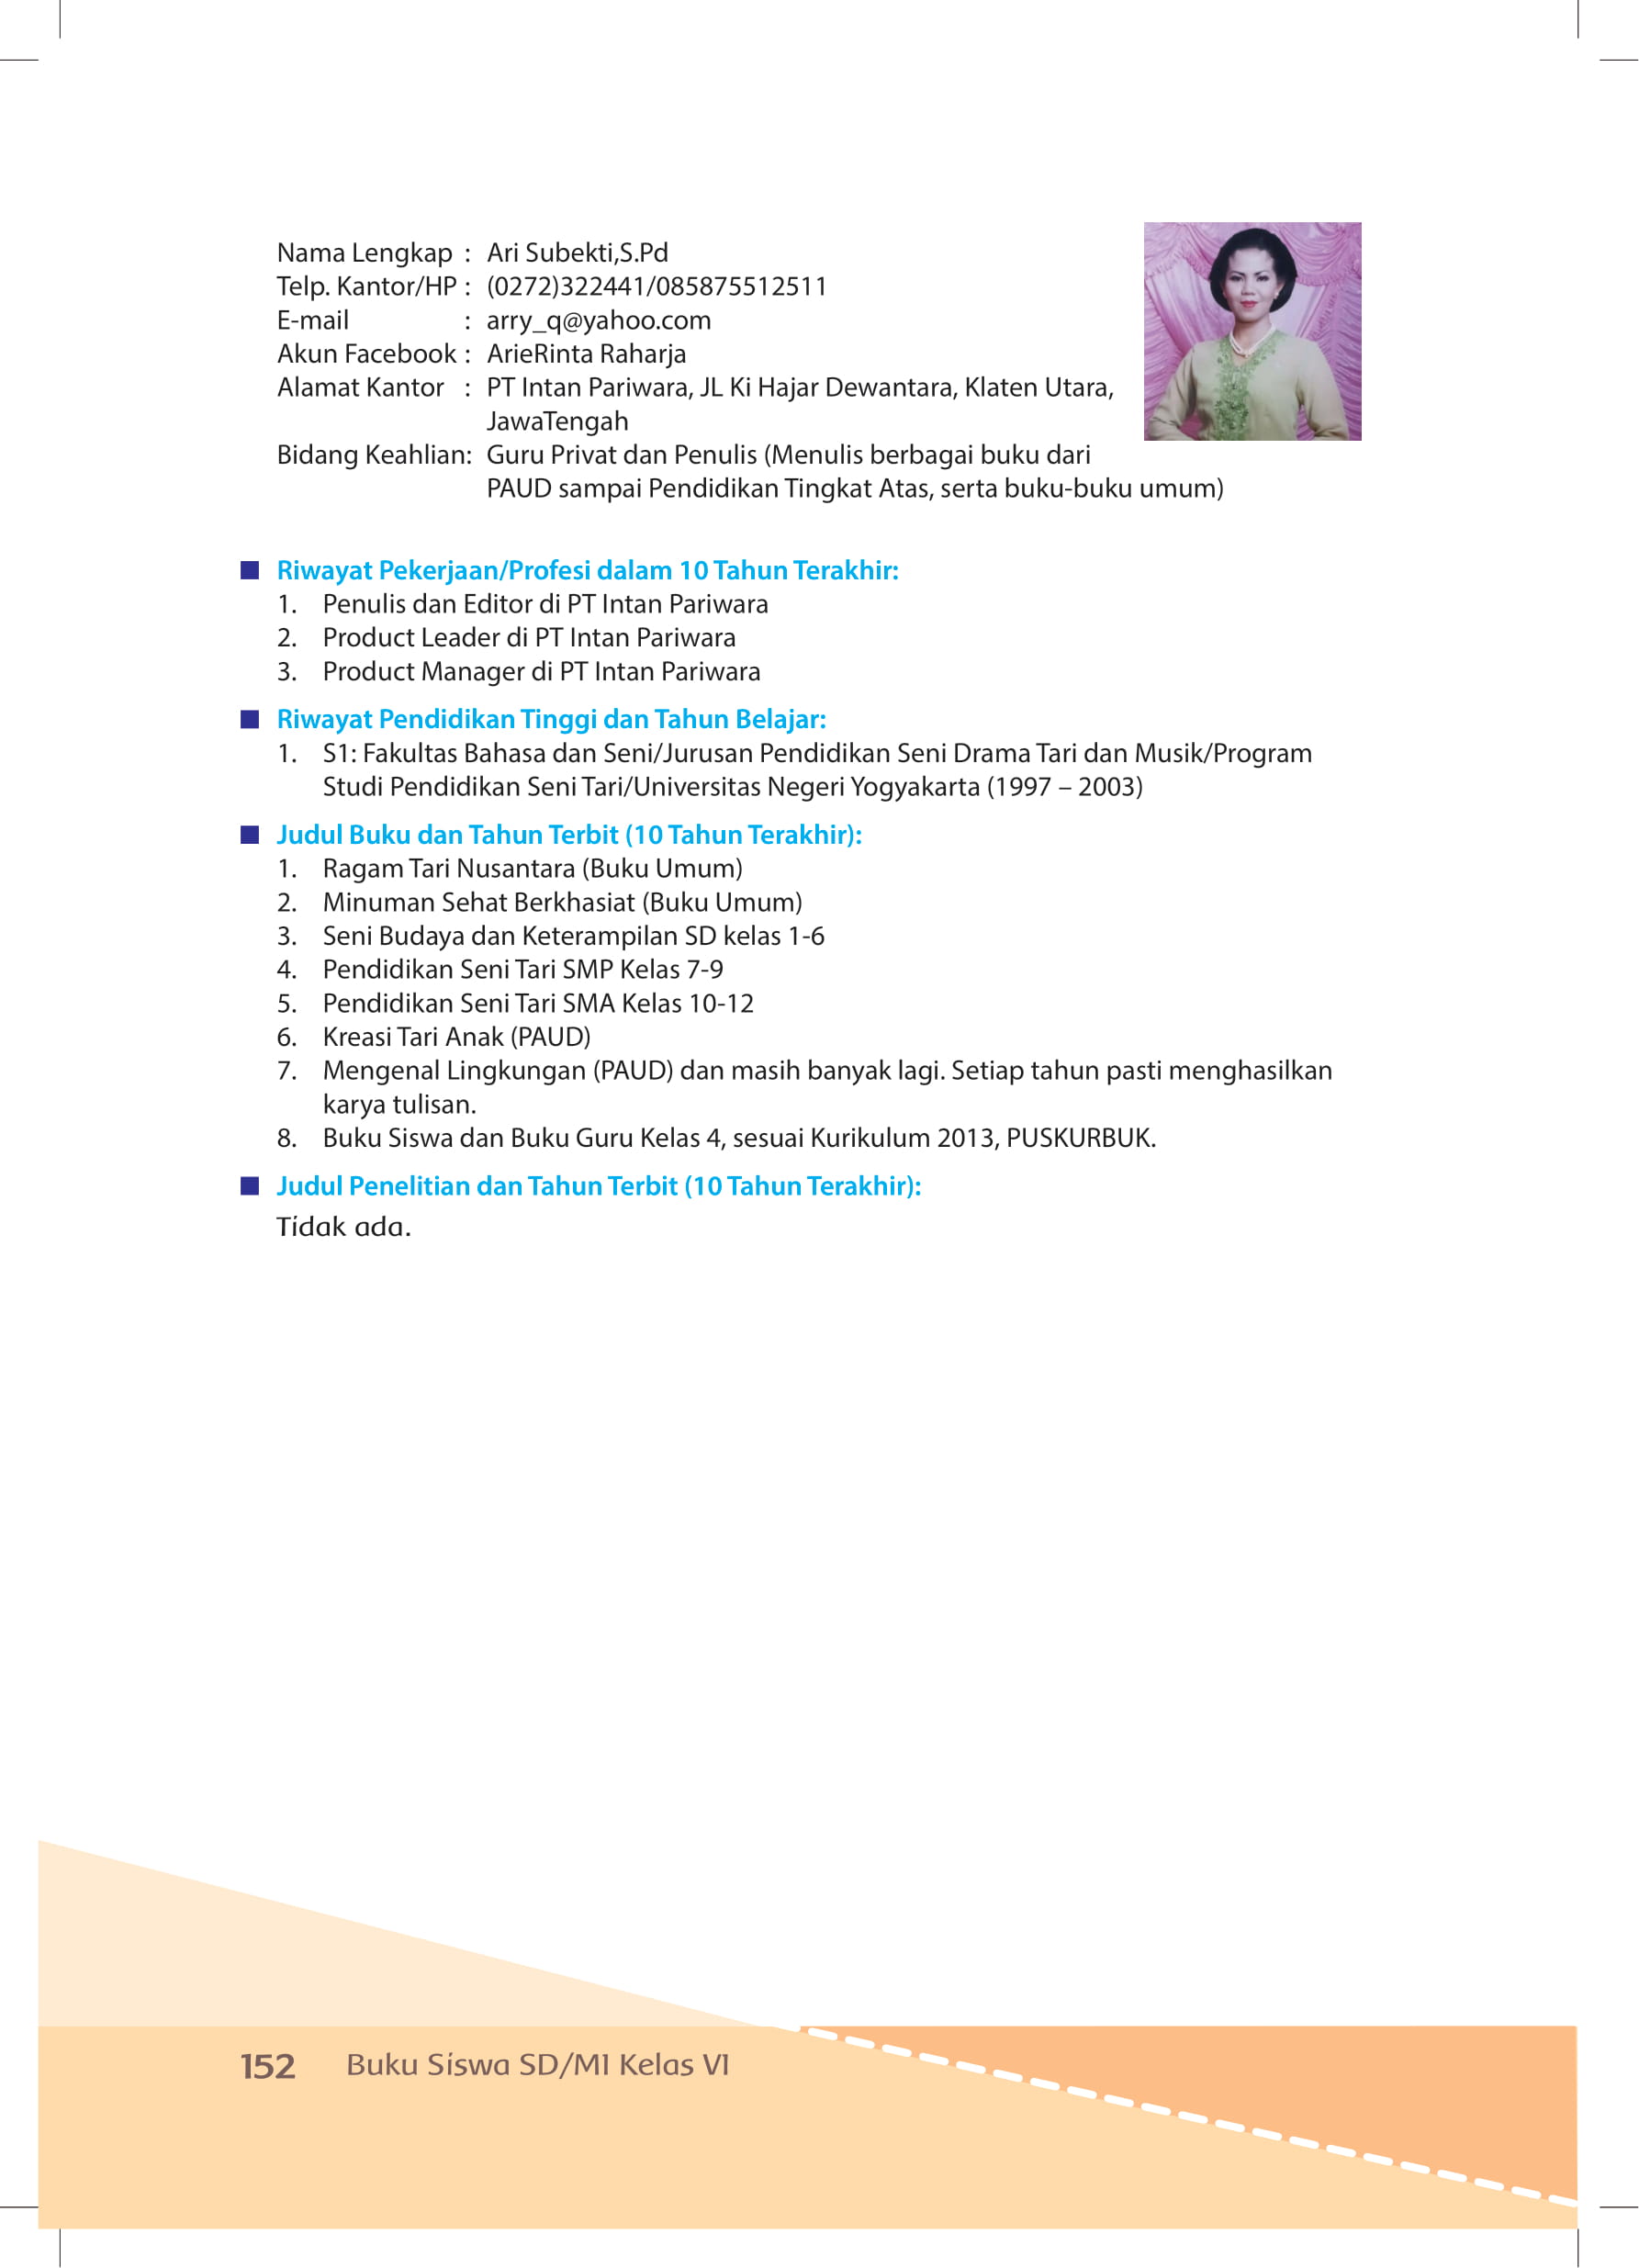 Nama Lengkap : Ari Subekti,S.Pd
Telp. Kantor/HP : (0272)322441/085875512511
E-mail : arry_q@yahoo.com
Akun Facebook : ArieRinta Raharja
Alamat Kantor : PT Intan Pariwara, JL Ki Hajar Dewantara, Klaten Utara,
JawaTengah
Bidang Keahlian: Guru Privat dan Penulis (Menulis berbagai buku dari
PAUD sampai Pendidikan Tingkat Atas, serta buku-buku umum)
Riwayat Pekerjaan/Profesi dalam 10 Tahun Terakhir:
1. Penulis dan Editor di PT Intan Pariwara
2. Product Leader di PT Intan Pariwara
3. Product Manager di PT Intan Pariwara
Riwayat Pendidikan Tinggi dan Tahun Belajar:
1. S1: Fakultas Bahasa dan Seni/Jurusan Pendidikan Seni Drama Tari dan Musik/Program
Studi Pendidikan Seni Tari/Universitas Negeri Yogyakarta (1997 – 2003)
Judul Buku dan Tahun Terbit (10 Tahun Terakhir):
1. Ragam Tari Nusantara (Buku Umum)
2. Minuman Sehat Berkhasiat (Buku Umum)
3. Seni Budaya dan Keterampilan SD kelas 1-6
4. Pendidikan Seni Tari SMP Kelas 7-9
5. Pendidikan Seni Tari SMA Kelas 10-12
6. Kreasi Tari Anak (PAUD)
7. Mengenal Lingkungan (PAUD) dan masih banyak lagi. Setiap tahun pasti menghasilkan
karya tulisan.
8. Buku Siswa dan Buku Guru Kelas 4, sesuai Kurikulum 2013, PUSKURBUK.
Judul Penelitian dan Tahun Terbit (10 Tahun Terakhir):
Tidak ada.
152 Buku Siswa SD/MI Kelas VI